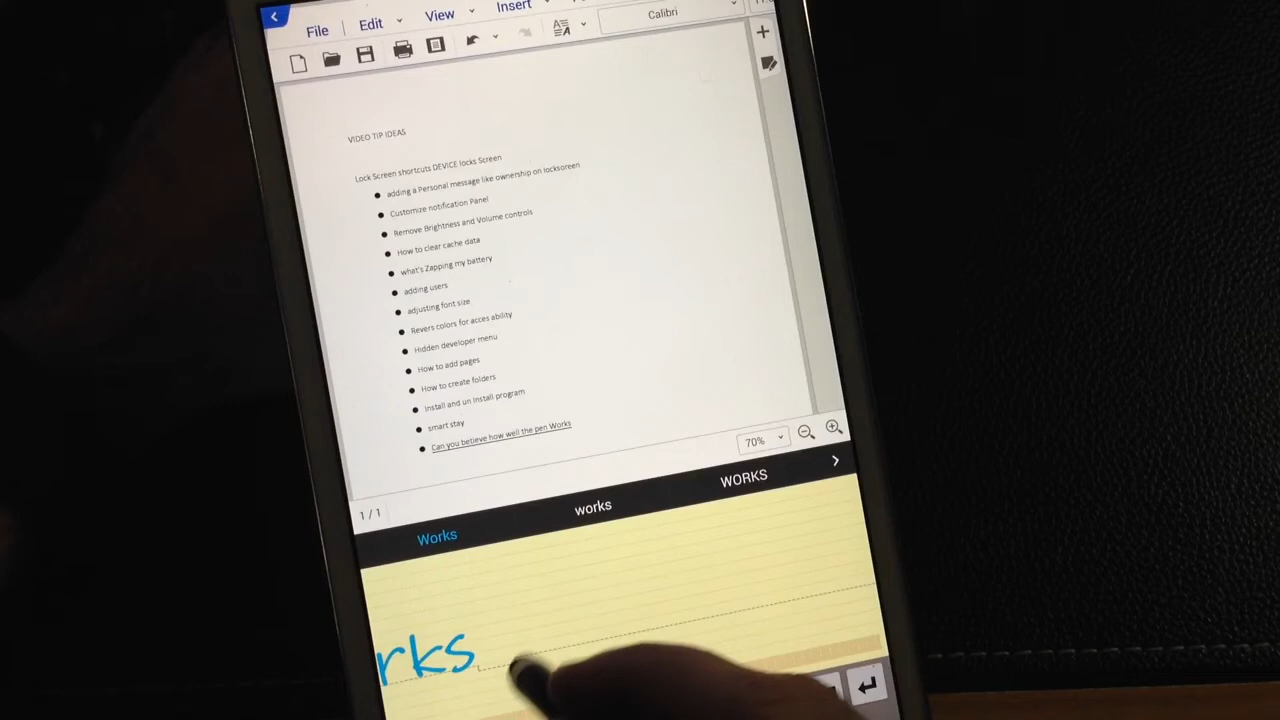 File Edit View Insert
Calibri
VIDEO TIP IDEAS
Lock Screen shortcuts DEVICE locks Screen
adding a Personal message like ownership on locksoreen
Customize notification Panel
Remove Brightness and Volume controls
How to clear cache data
what's Zapping my battery
adding users
adjusting font size
Revers colors for acces ability
Hidden developer menu
How to add pages
How to create folders
Install and un Install program
smart stay
Can you betieve how well the pen Works
70%
1 / 1
Works works WORKS
rks